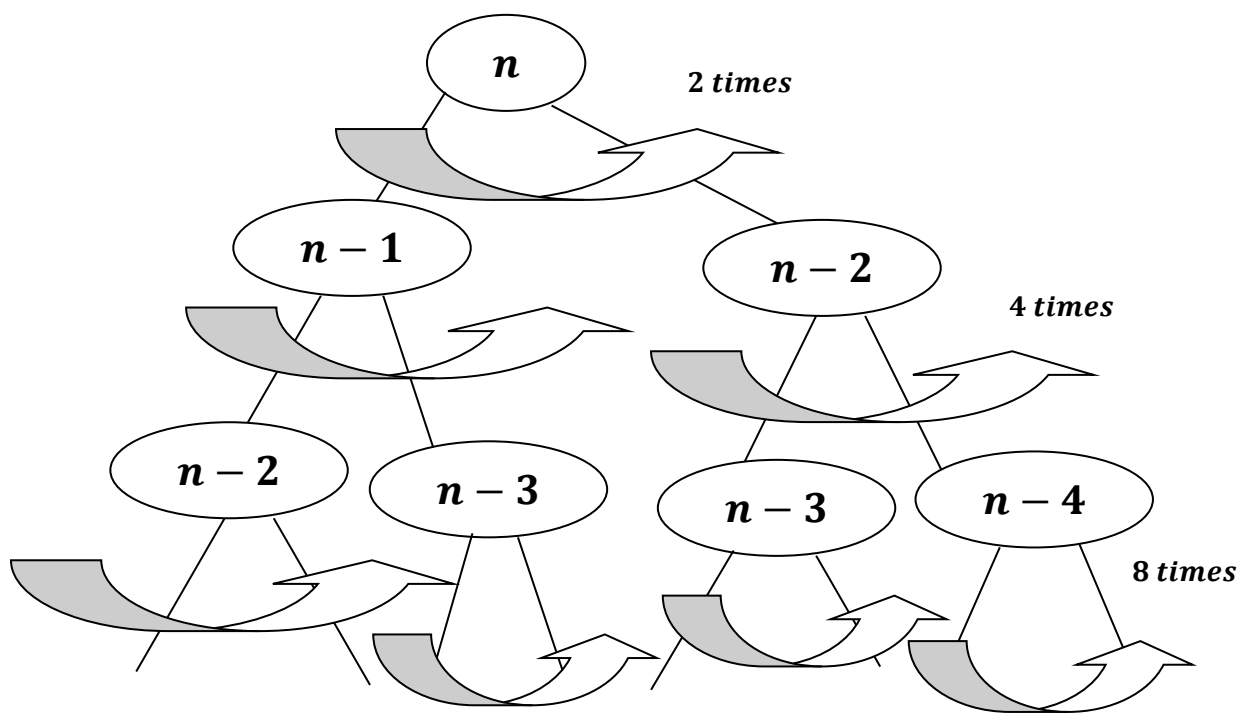 n
2 times
n − 1
n − 2
4 times
n − 2
n − 3
n − 3
n − 4
8 times